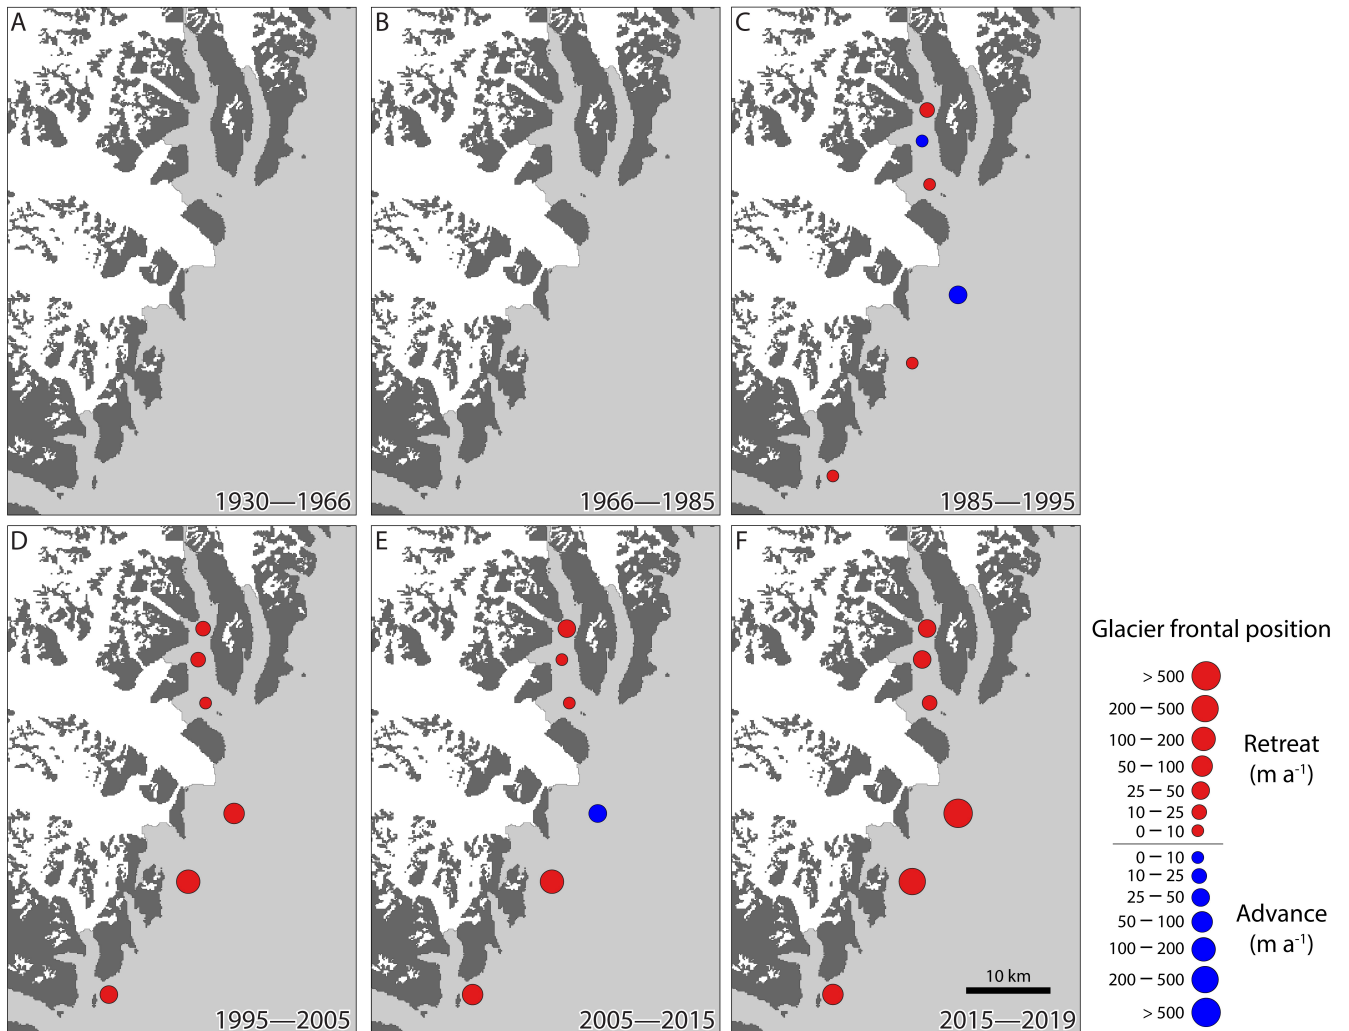 A
B
C
1930—1966
1966—1985
1985—1995
D
E
F
1995—2005
2005—2015
10 km
2015—2019
Glacier frontal position
> 500
200 — 500
100 — 200
50 — 100
25 — 50
10 — 25
0 — 10
Retreat
(m a⁻¹)
0 — 10
10 — 25
25 — 50
50 — 100
100 — 200
200 — 500
> 500
Advance
(m a⁻¹)